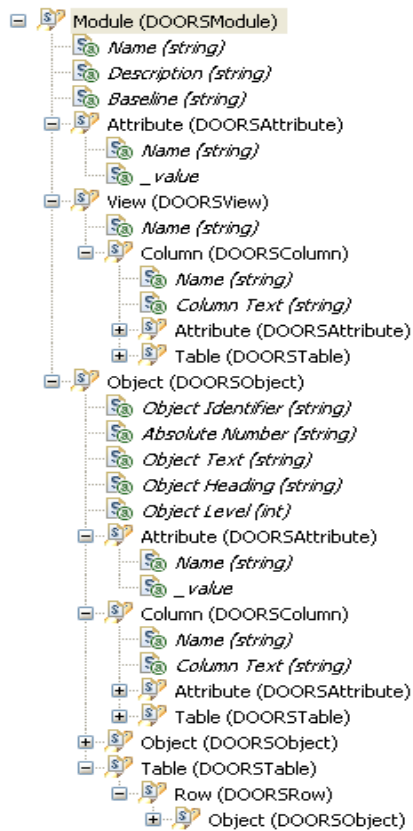 Module (DOORSModule)
Name {string}
Description {string}
Baseline {string}
Attribute (DOORSAttribute)
Name {string}
_value
View (DOORSView)
Name {string}
Column (DOORSColumn)
Name {string}
Column Text {string}
Attribute (DOORSAttribute)
Table (DOORSTable)
Object (DOORSObject)
Object Identifier {string}
Absolute Number {string}
Object Text {string}
Object Heading {string}
Object Level {int}
Attribute (DOORSAttribute)
Name {string}
_value
Column (DOORSColumn)
Name {string}
Column Text {string}
Attribute (DOORSAttribute)
Table (DOORSTable)
Object (DOORSObject)
Table (DOORSTable)
Row (DOORSRow)
Object (DOORSObject)